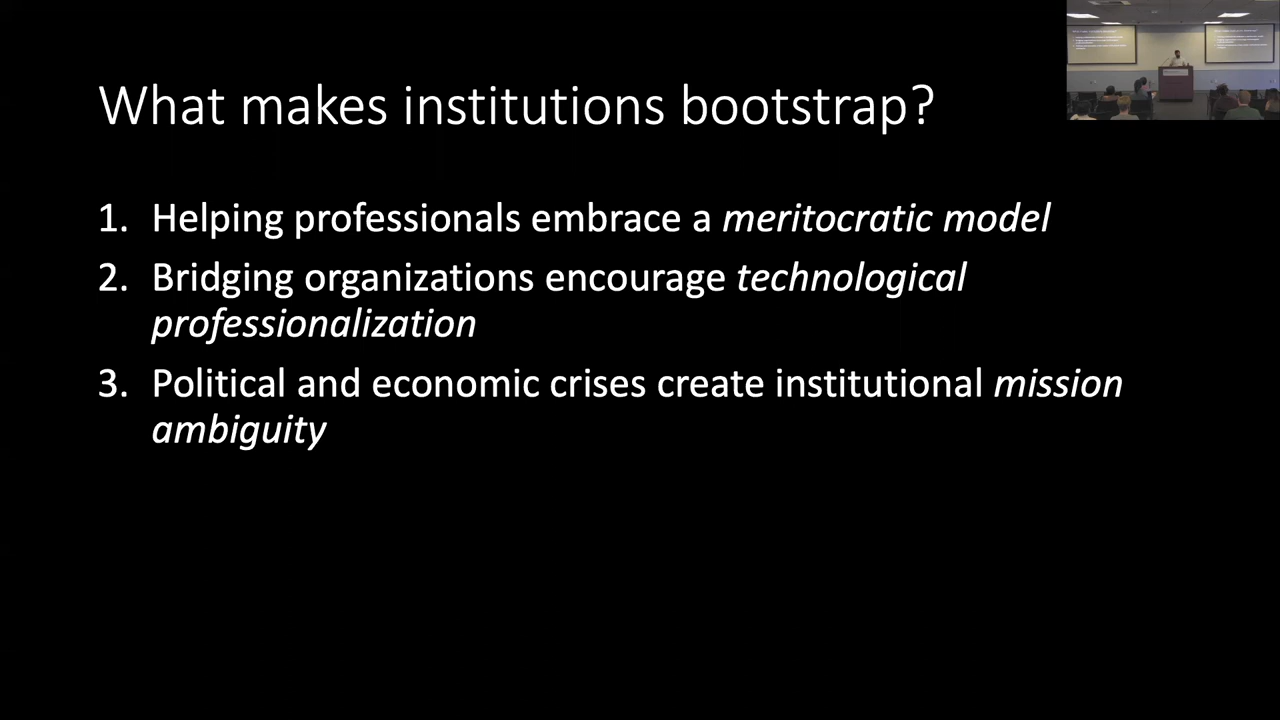 What makes institutions bootstrap?
1. Helping professionals embrace a meritocratic model
2. Bridging organizations encourage technological
professionalization
3. Political and economic crises create institutional mission
ambiguity